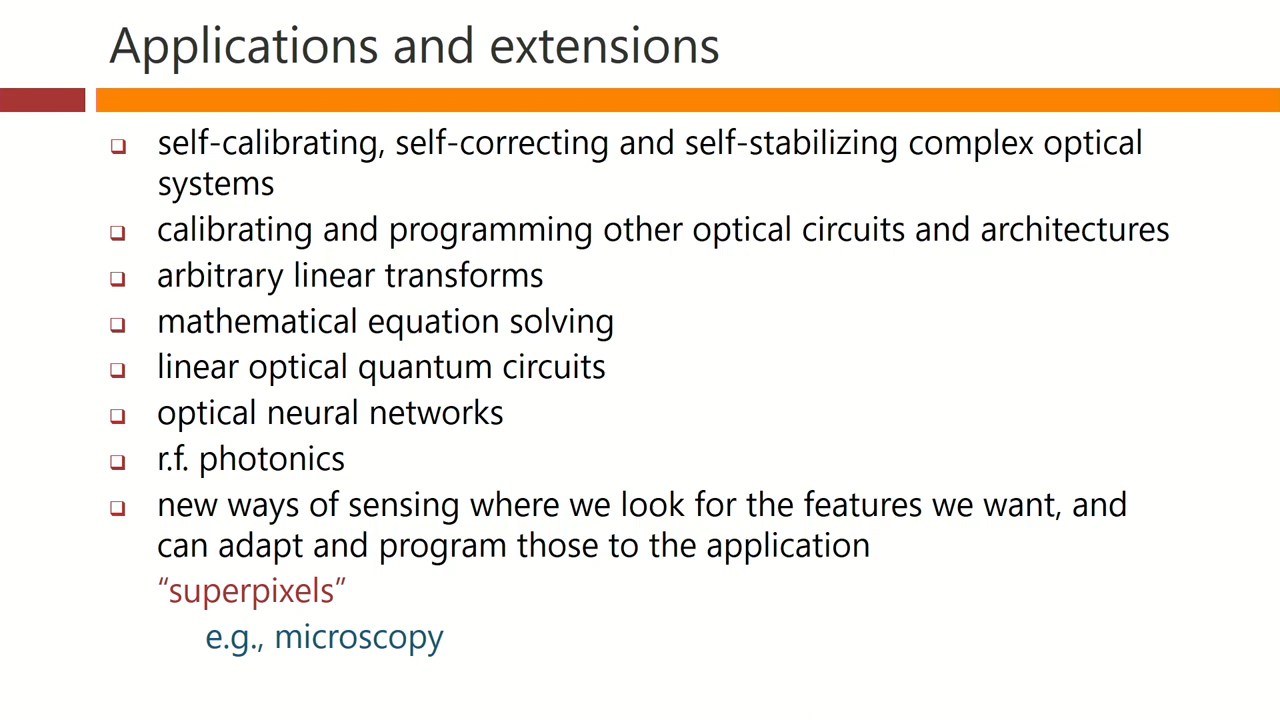 Applications and extensions
self-calibrating, self-correcting and self-stabilizing complex optical
systems
calibrating and programming other optical circuits and architectures
arbitrary linear transforms
mathematical equation solving
linear optical quantum circuits
optical neural networks
r.f. photonics
new ways of sensing where we look for the features we want, and
can adapt and program those to the application
“superpixels”
e.g., microscopy